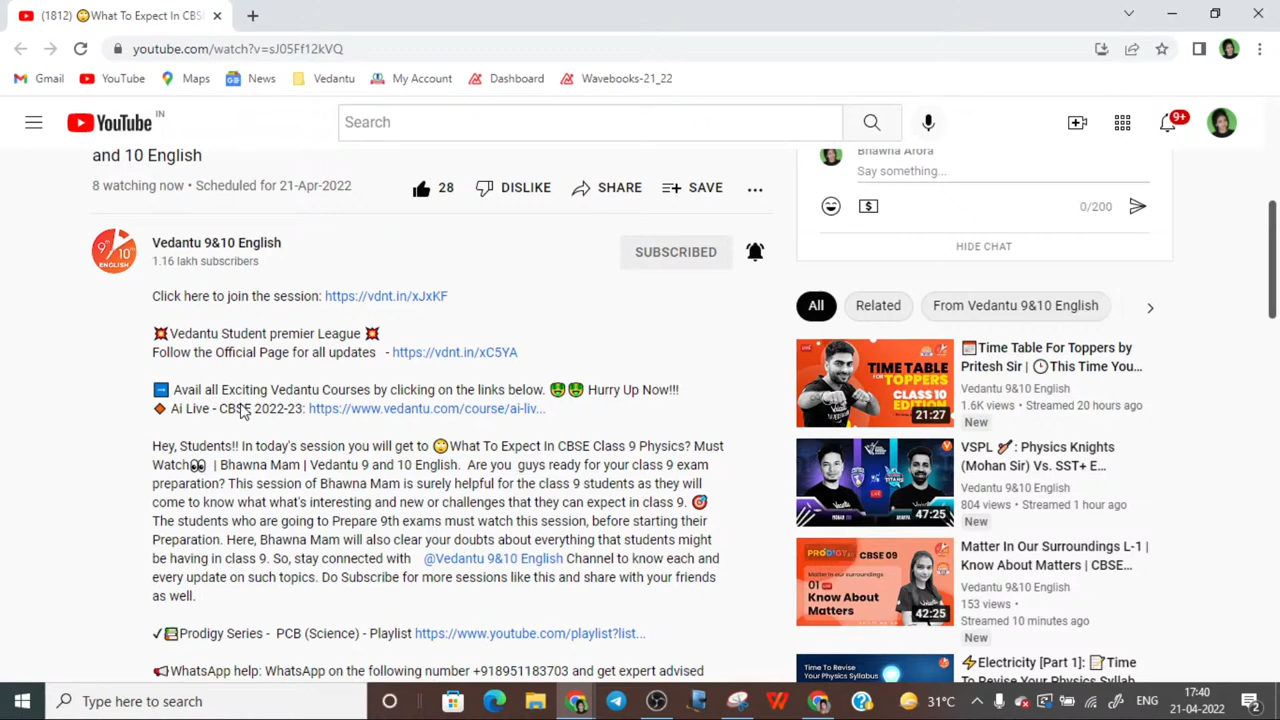 (1812) 🙄What To Expect In CBSE
youtube.com/watch?v=sJ05Ff12kVQ
Gmail YouTube Maps News Vedantu My Account Dashboard Wavebooks-21_22
YouTube IN
Search
9+
and 10 English
8 watching now • Scheduled for 21-Apr-2022
28 DISLIKE SHARE SAVE ...
Vedantu 9&10 English
1.16 lakh subscribers
SUBSCRIBED
Click here to join the session: https://vdnt.in/xJxKF
💥Vedantu Student premier League 💥
Follow the Official Page for all updates - https://vdnt.in/xC5YA
➡️ Avail an exciting Vedantu Courses by clicking on the links below. 🤑🤑 Hurry Up Now!!!
🔸 Ai Live - CBSE 2022-23: https://www.vedantu.com/course/ai-liv...
Hey, Students!! In today's session you will get to 🙄What To Expect In CBSE Class 9 Physics? Must
Watch👀 | Bhawna Mam | Vedantu 9 and 10 English. Are you guys ready for your class 9 exam
preparation? This session of Bhawna Mam is surely helpful for the class 9 students as they will
come to know what what's interesmog and new or challenges that they can expect in class 9. 🎯
The students who are going to Prepare 9th exams must watch this session, before starting their
Preparation. Here, Bhawna Mam will also clear your doubts about everything that students might
be having in class 9. So, stay connected with @Vedantu 9&10 English Channel to know each and
every update on such topics. Do Subscribe for more sessions like this and share with your friends
as well.
✓📚Prodigy Series - PCB (Science) - Playlist https://www.youtube.com/playlist?list...
📢WhatsApp help: WhatsApp on the following number +918951183703 and get expert advised
Bhawna Arora
Say something...
0/200
HIDE CHAT
All Related From Vedantu 9&10 English
TIME TABLE
FOR TOPPERS
CLASS 10
EDITION
21:27
📅Time Table For Toppers by
Pritesh Sir | 🕒This Time You...
Vedantu 9&10 English
1.6K views • Streamed 20 hours ago
New
47:25
VSPL 🏏: Physics Knights
(Mohan Sir) Vs. SST+ E...
Vedantu 9&10 English
804 views • Streamed 1 hour ago
New
PRODIGY CBSE 09
Matter in our surroundings
01
Know About
Matters
42:25
Matter In Our Surroundings L-1 |
Know About Matters | CBSE...
Vedantu 9&10 English
153 views •
Streamed 10 minutes ago
New
Time To Revise
Your Physics Syllabus
⚡Electricity [Part 1]: 📝Time
To Revise Your Physics Syllabus
Type here to search
31°C ENG 17:40
21-04-2022
2